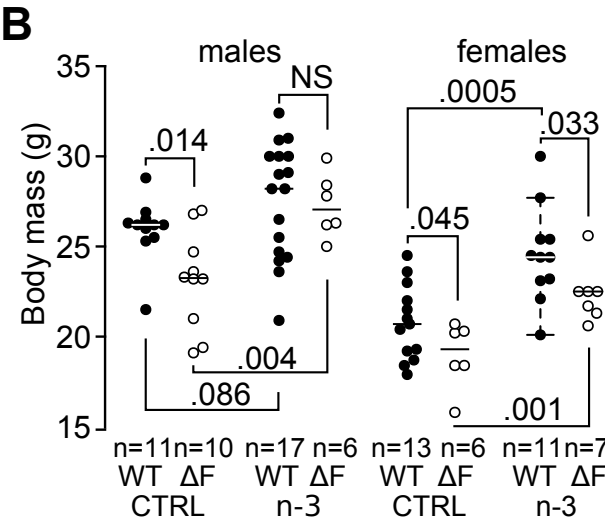 B
males females
35
30
25
20
15
Body mass (g)
NS
.014
.0005
.033
.045
.004
.086
.001
n=11 n=10 n=17 n=6 n=13 n=6 n=11 n=7
WT ΔF WT ΔF WT ΔF WT ΔF
CTRL n-3 CTRL n-3